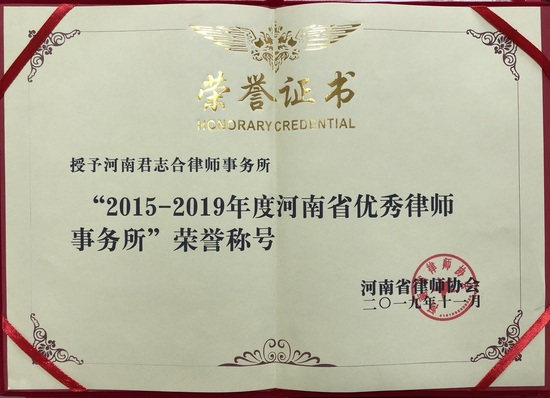 荣誉证书
HONORARY CREDENTIAL
授予河南君志合律师事务所
“2015-2019年度河南省优秀律师
事务所”荣誉称号
河南省律师协会
二〇一九年十一月